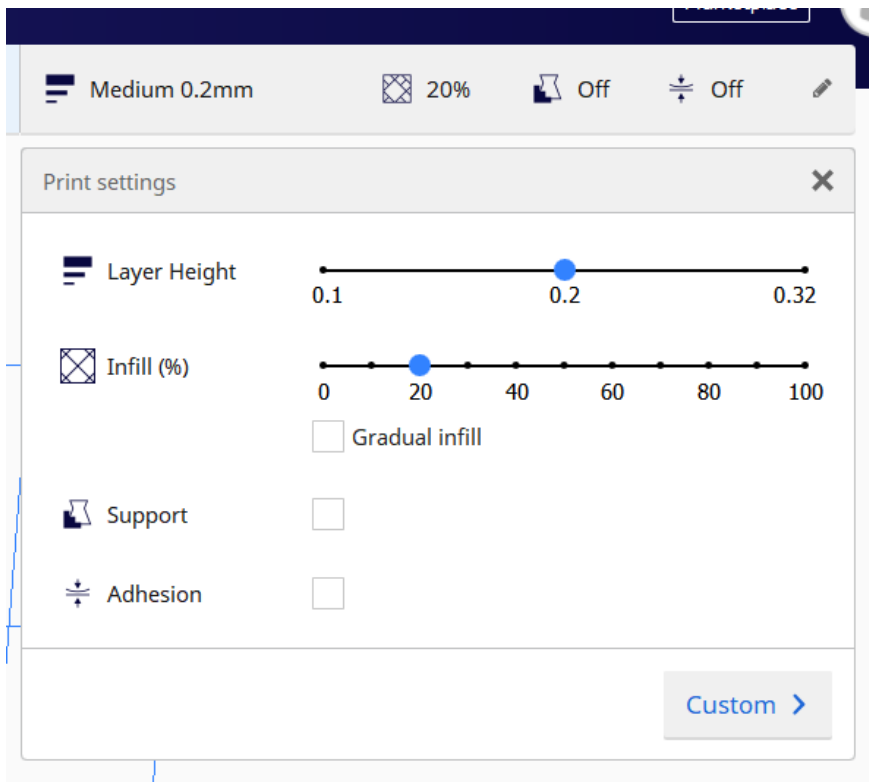 Marketplace
Medium 0.2mm 20% Off Off
Print settings
Layer Height
0.1 0.2 0.32
Infill (%)
0 20 40 60 80 100
Gradual infill
Support
Adhesion
Custom